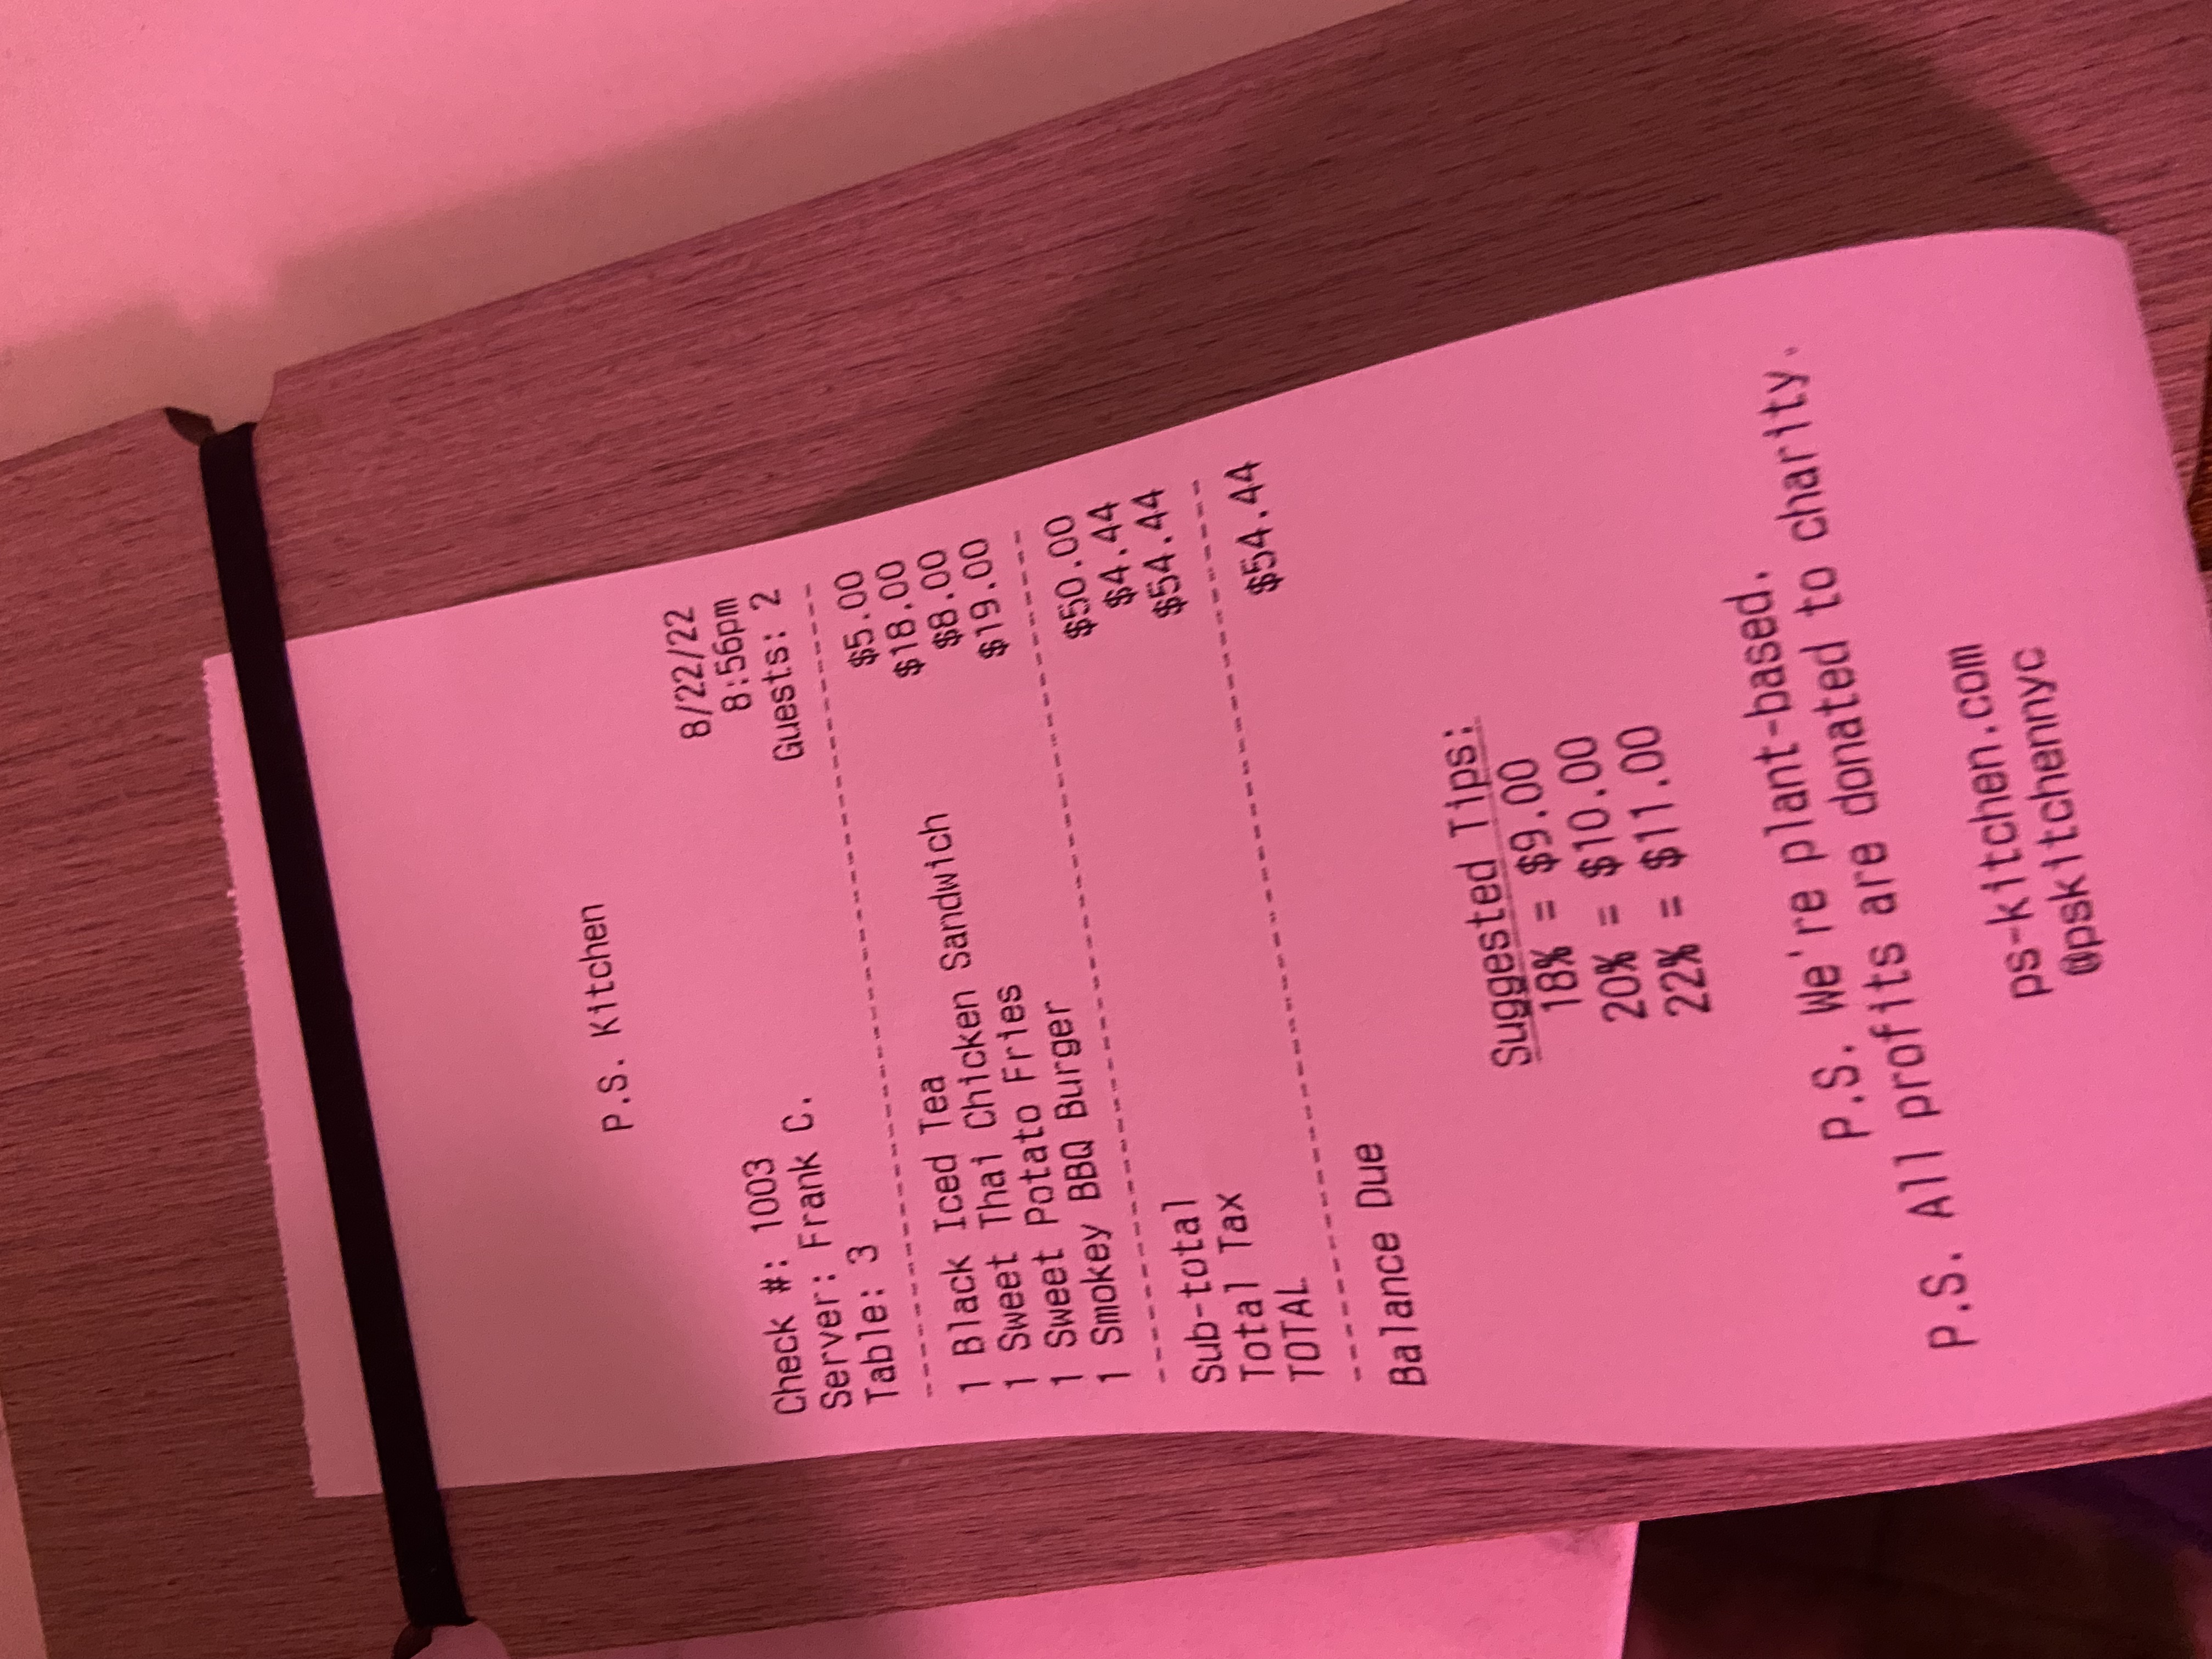 P.S. Kitchen
8/22/22
Check #: 1003 8:56pm
Server: Frank C. Guests: 2
Table: 3
1 Black Iced Tea $5.00
1 Sweet Thai Chicken Sandwich $18.00
1 Sweet Potato Fries $8.00
1 Smokey BBQ Burger $19.00
Sub-total $50.00
Total Tax $4.44
TOTAL $54.44
Balance Due $54.44
Suggested Tips:
18% = $9.00
20% = $10.00
22% = $11.00
P.S. We're plant-based.
P.S. All profits are donated to charity.
ps-kitchen.com
@pskitchennyc